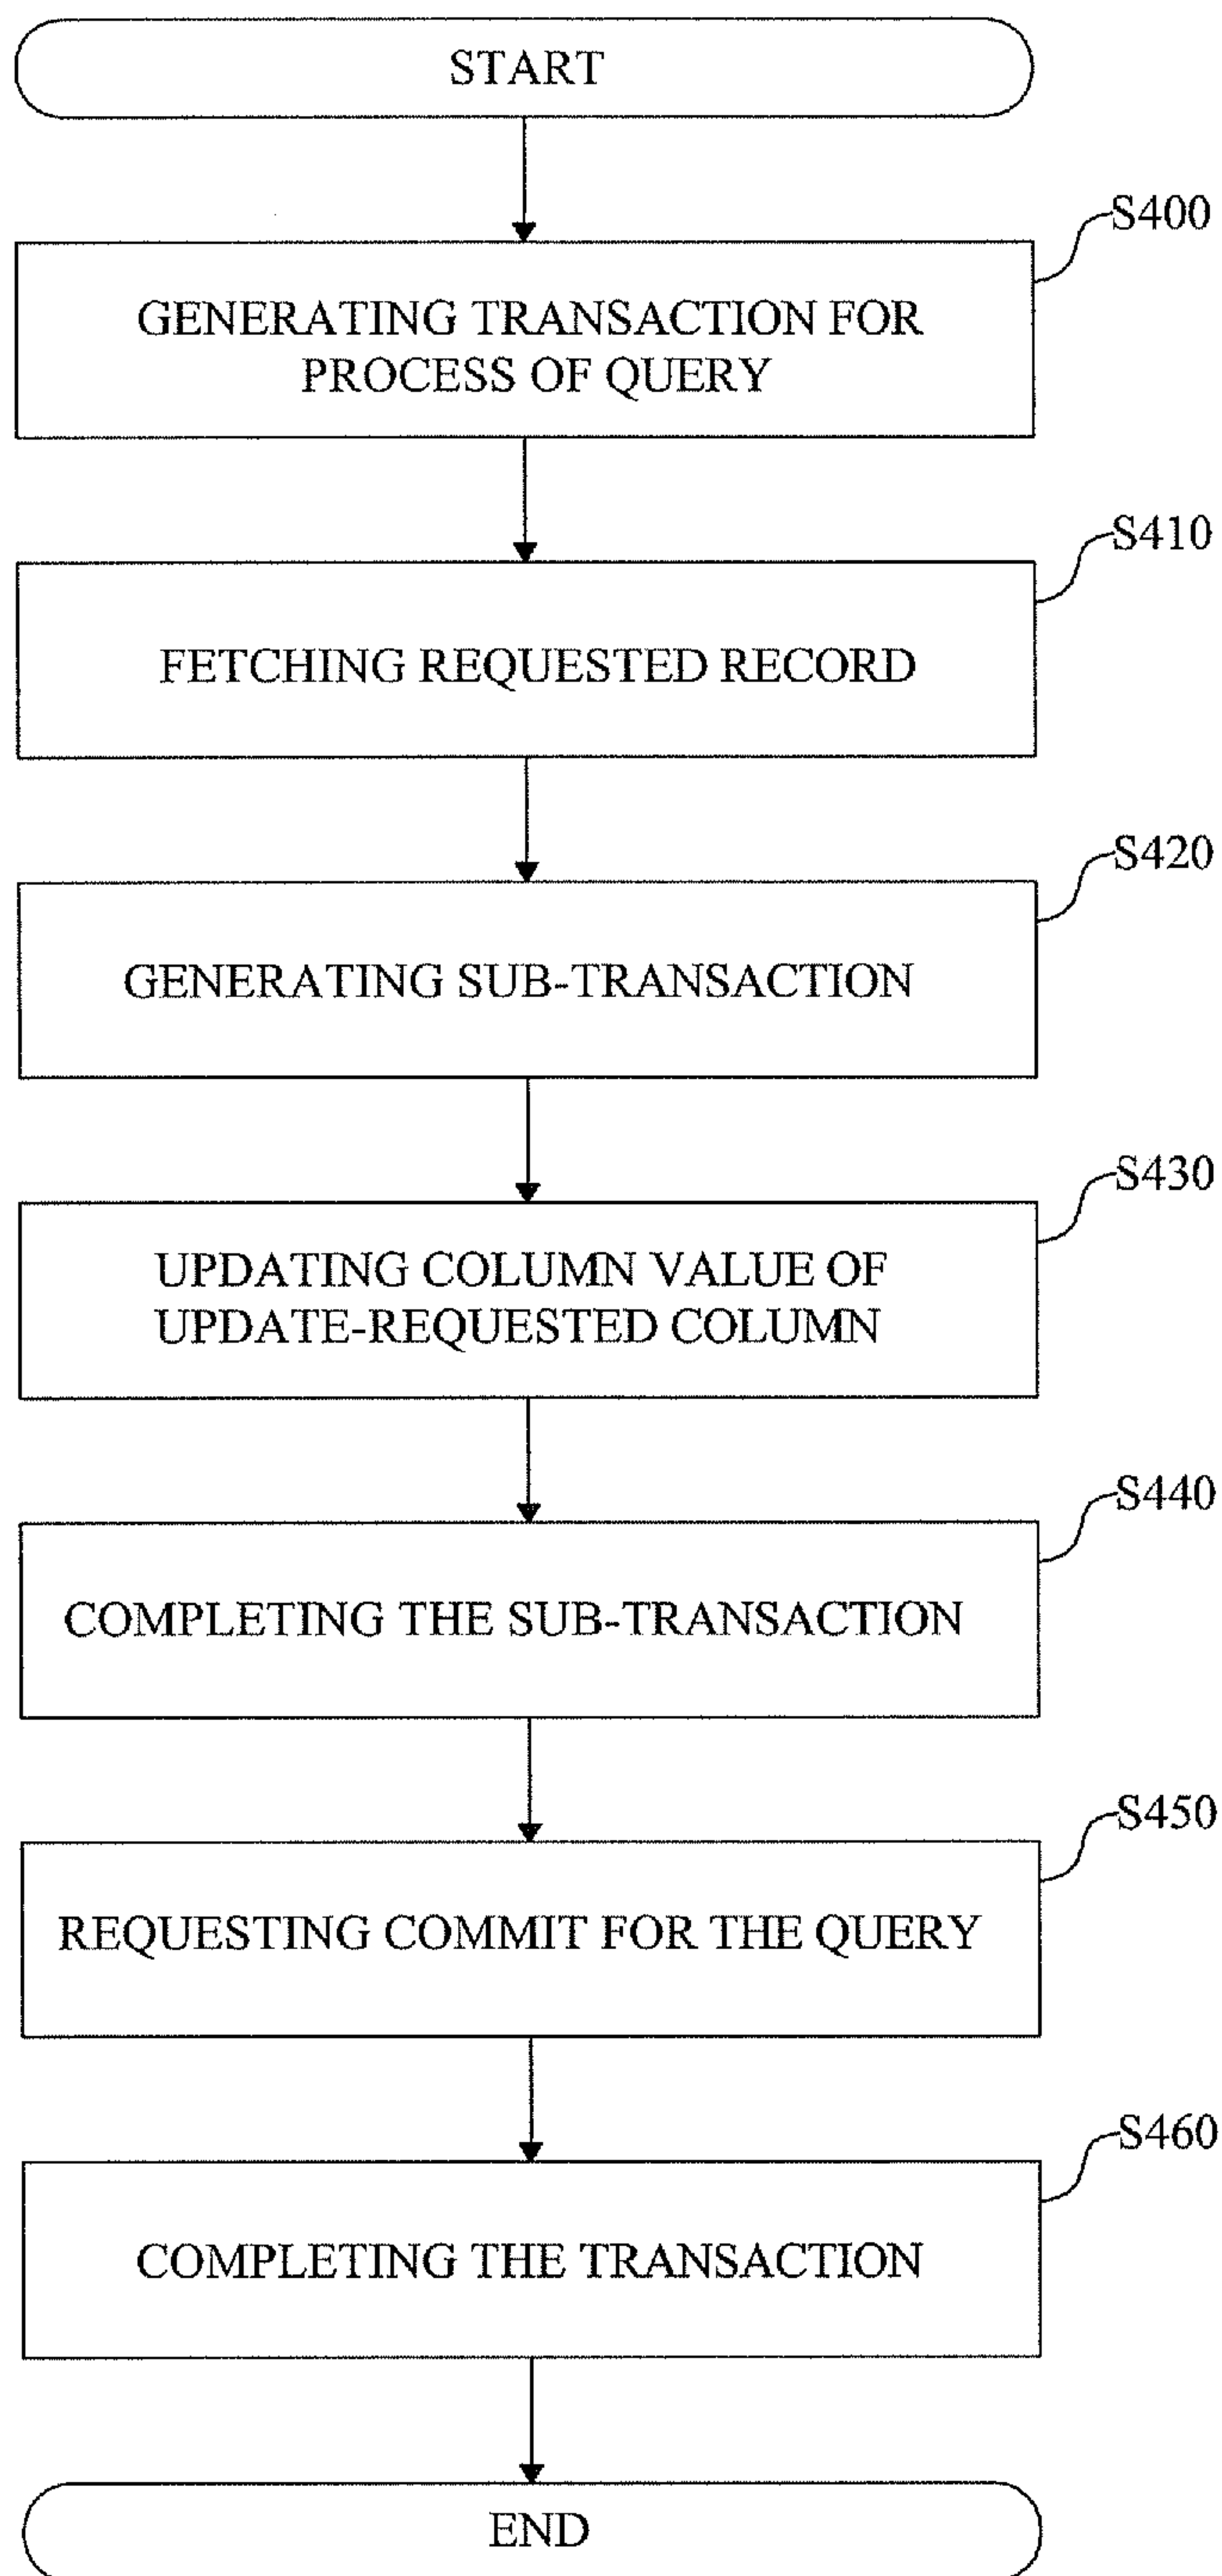 START
S400
GENERATING TRANSACTION FOR
PROCESS OF QUERY
S410
FETCHING REQUESTED RECORD
S420
GENERATING SUB-TRANSACTION
S430
UPDATING COLUMN VALUE OF
UPDATE-REQUESTED COLUMN
S440
COMPLETING THE SUB-TRANSACTION
S450
REQUESTING COMMIT FOR THE QUERY
S460
COMPLETING THE TRANSACTION
END